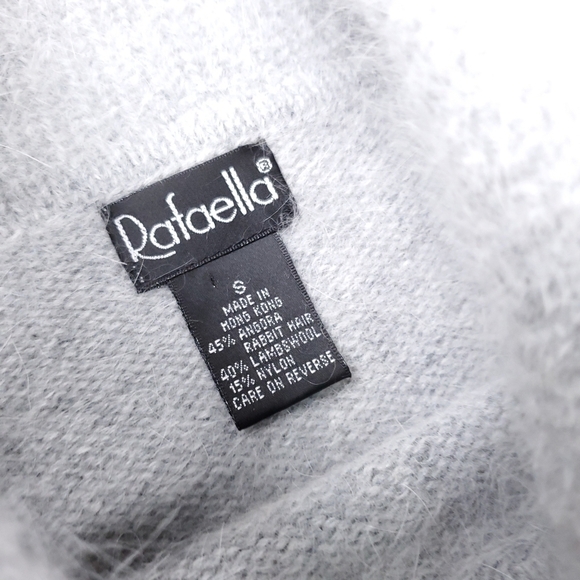 Rafaella®
S
MADE IN
HONG KONG
45% ANGORA
RABBIT HAIR
40% LAMBSWOOL
15% NYLON
CARE ON REVERSE